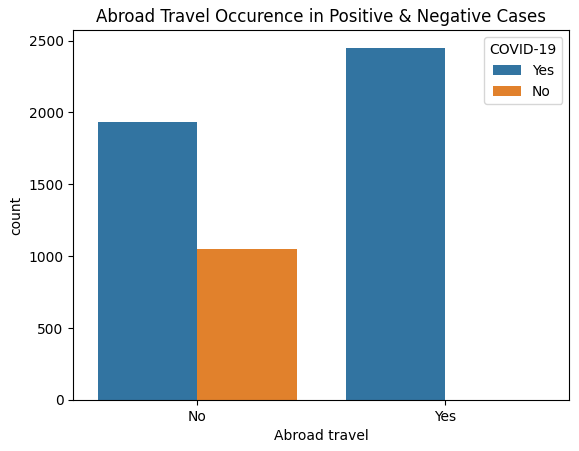 Abroad Travel Occurence in Positive & Negative Cases
2500
2000
1500
1000
500
0
count
COVID-19
Yes
No
No
Yes
Abroad travel